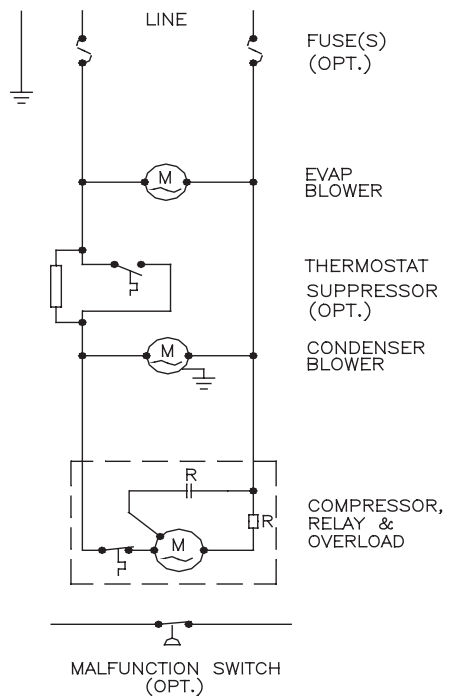 LINE
FUSE(S)
(OPT.)
M
EVAP
BLOWER
THERMOSTAT
SUPPRESSOR
(OPT.)
M
CONDENSER
BLOWER
R
R
M
COMPRESSOR,
RELAY &
OVERLOAD
MALFUNCTION SWITCH
(OPT.)